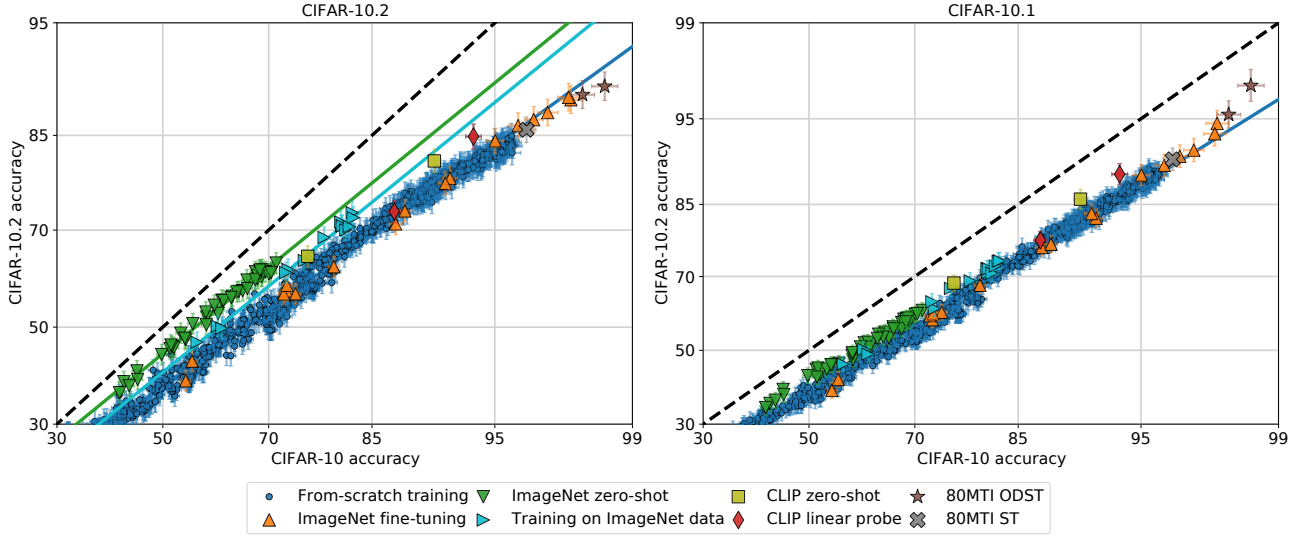 CIFAR-10.2
95
85
70
50
30
CIFAR-10.2 accuracy
30 50 70 85 95 99
CIFAR-10 accuracy
CIFAR-10.1
99
95
85
70
50
30
CIFAR-10.2 accuracy
30 50 70 85 95 99
CIFAR-10 accuracy
From-scratch training ImageNet zero-shot CLIP zero-shot 80MTI ODST
ImageNet fine-tuning Training on ImageNet data CLIP linear probe 80MTI ST